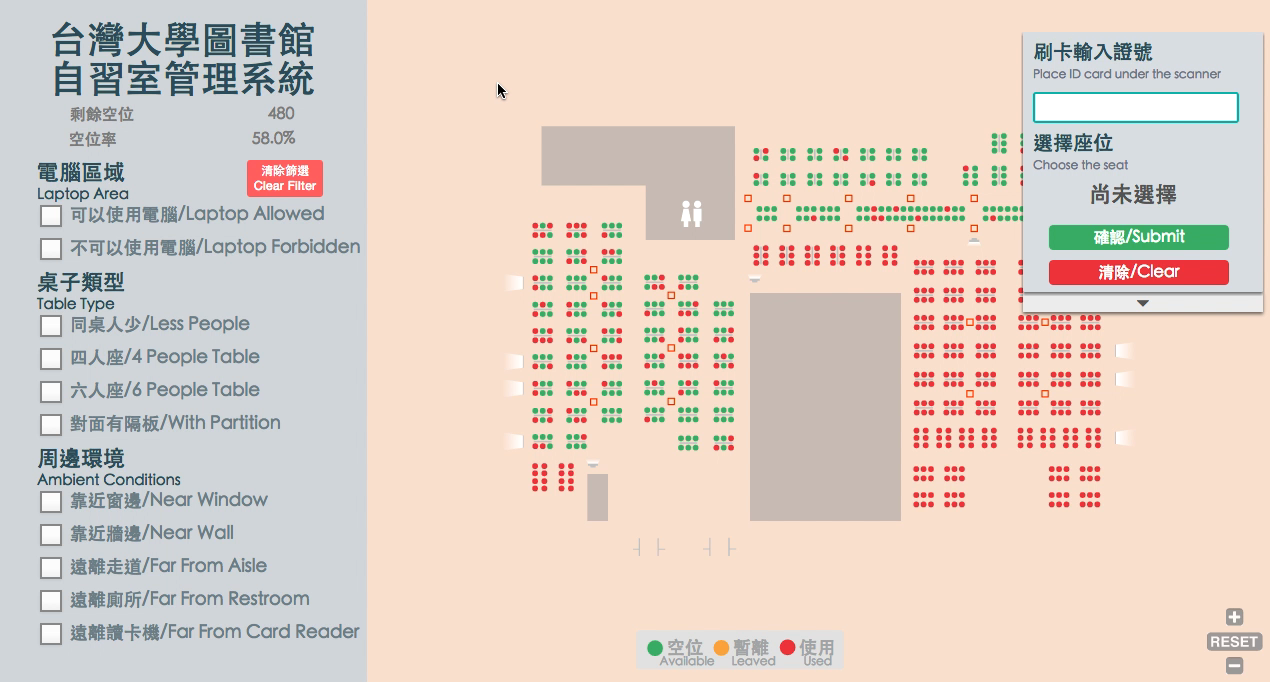 台灣大學圖書館
自習室管理系統
剩餘空位 480
空位率 58.0%
電腦區域
Laptop Area
清除篩選
Clear Filter
可以使用電腦/Laptop Allowed
不可以使用電腦/Laptop Forbidden
桌子類型
Table Type
同桌人少/Less People
四人座/4 People Table
六人座/6 People Table
對面有隔板/With Partition
周邊環境
Ambient Conditions
靠近窗邊/Near Window
靠近牆邊/Near Wall
遠離走道/Far From Aisle
遠離廁所/Far From Restroom
遠離讀卡機/Far From Card Reader
刷卡輸入證號
Place ID card under the scanner
選擇座位
Choose the seat
尚未選擇
確認/Submit
清除/Clear
空位 暫離 使用
Available Leaved Used
RESET